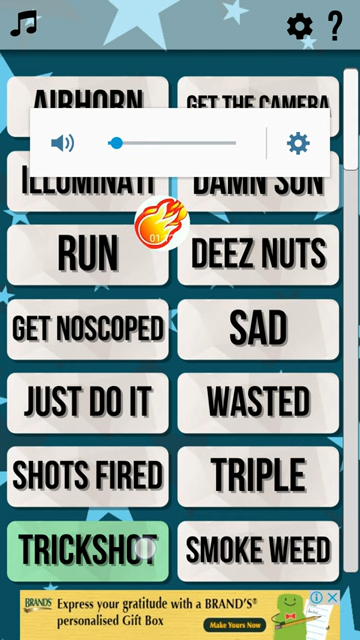 ?
AIRHORN
GET THE CAMERA
ILLUMINATI
DAMN SON
RUN
01
DEEZ NUTS
GET NOSCOPED
SAD
JUST DO IT
WASTED
SHOTS FIRED
TRIPLE
TRICKSHOT
SMOKE WEED
BRAND'S®
Express your gratitude with a BRAND'S®
personalised Gift Box
Make Yours Now